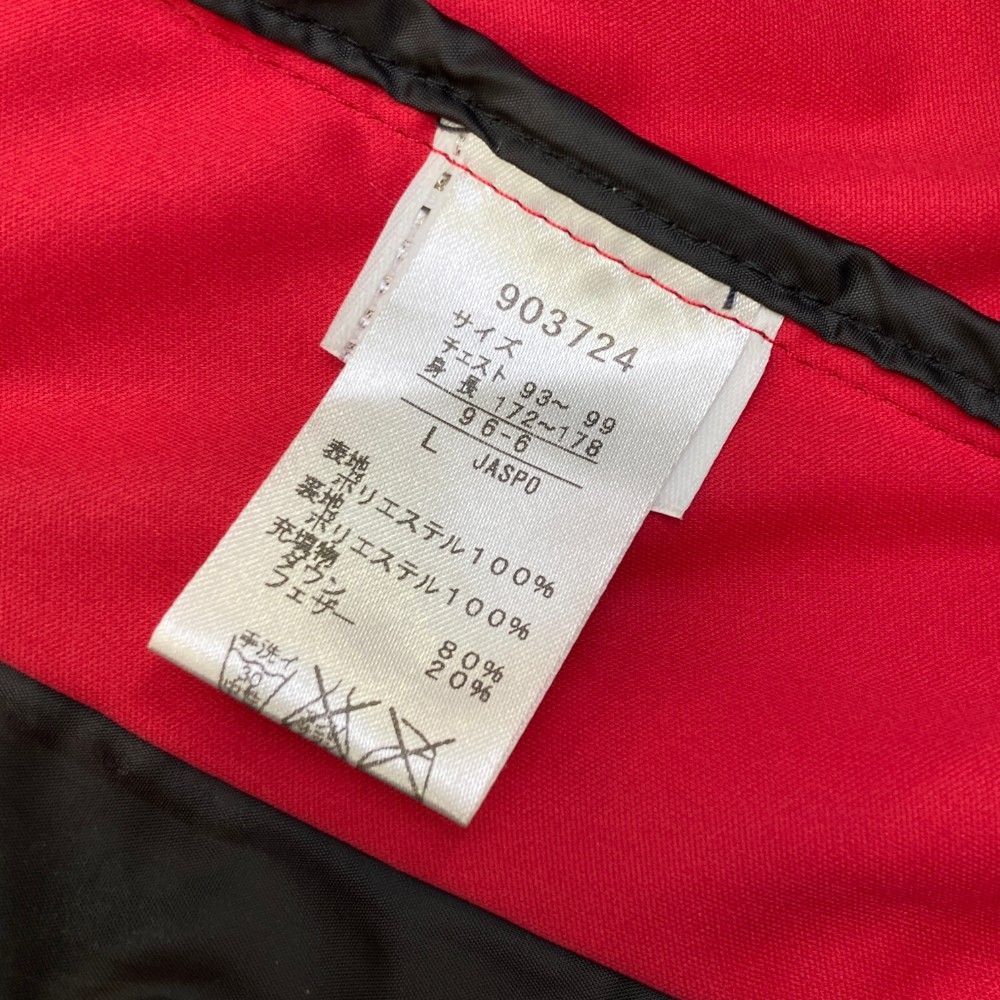 903724
サイズ
チェスト 93～ 99
身 長 172～178
96-6
L JASPO
表地
ポリエステル100%
裏地
ポリエステル100%
充填物
ダウン 80%
フェザー 20%
手洗イ
30
中性